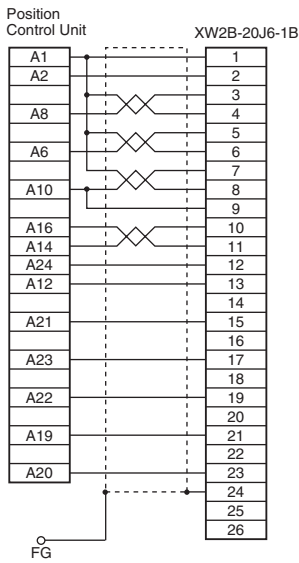 Position
Control Unit
XW2B-20J6-1B
A1
1
A2
2
3
A8
4
5
A6
6
7
A10
8
9
A16
10
A14
11
A24
12
A12
13
14
A21
15
16
A23
17
18
A22
19
20
A19
21
22
A20
23
24
25
26
FG